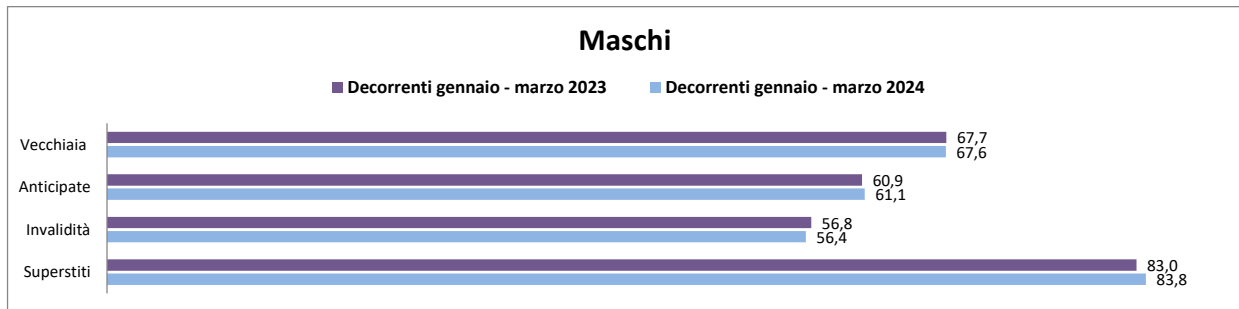 Maschi
Decorrenti gennaio - marzo 2023 Decorrenti gennaio - marzo 2024
Vecchiaia
67,7
67,6
Anticipate
60,9
61,1
Invalidità
56,8
56,4
Superstiti
83,0
83,8